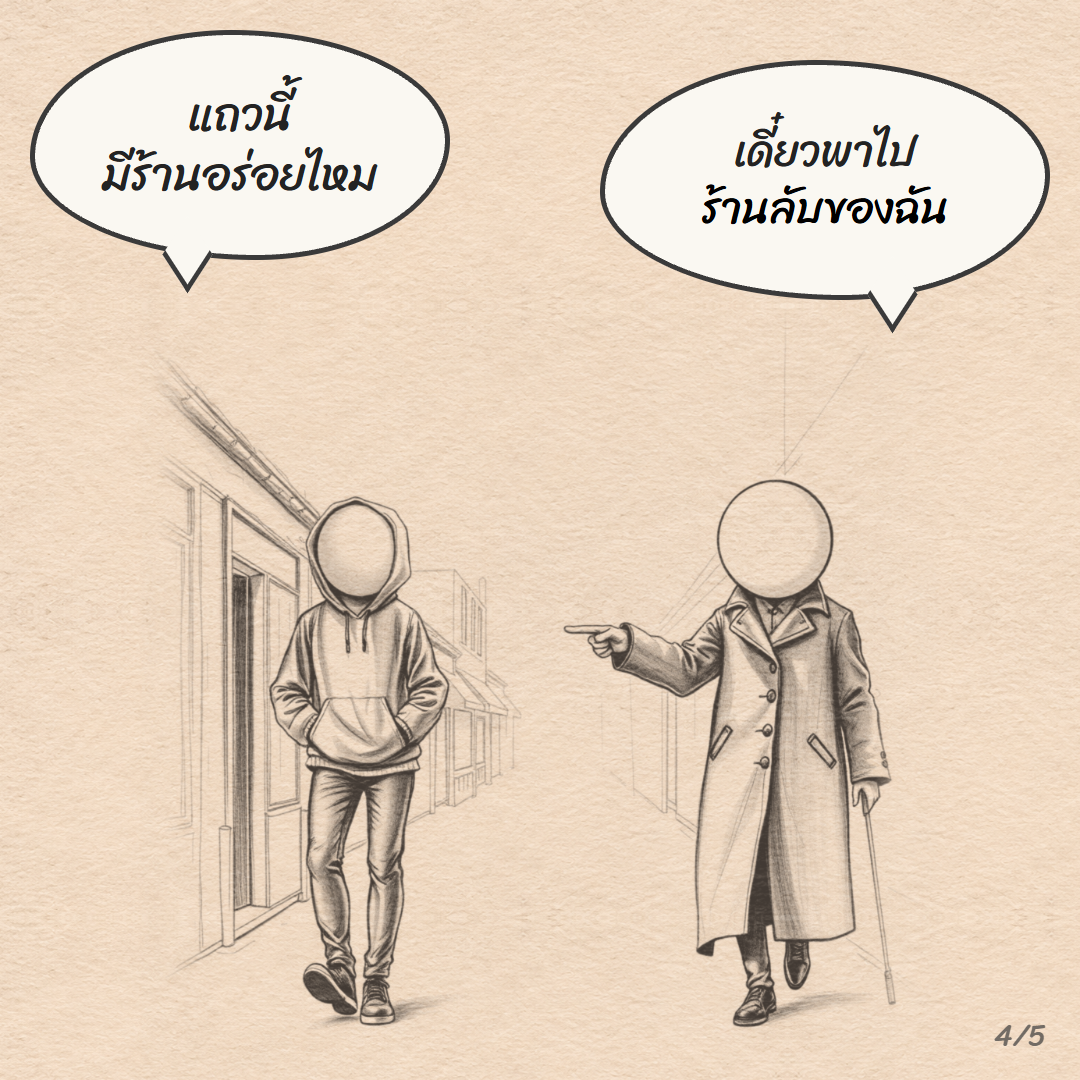 แถวนี้
มีร้านอร่อยไหม
เดี๋ยวพาไป
ร้านลับของฉัน
4/5